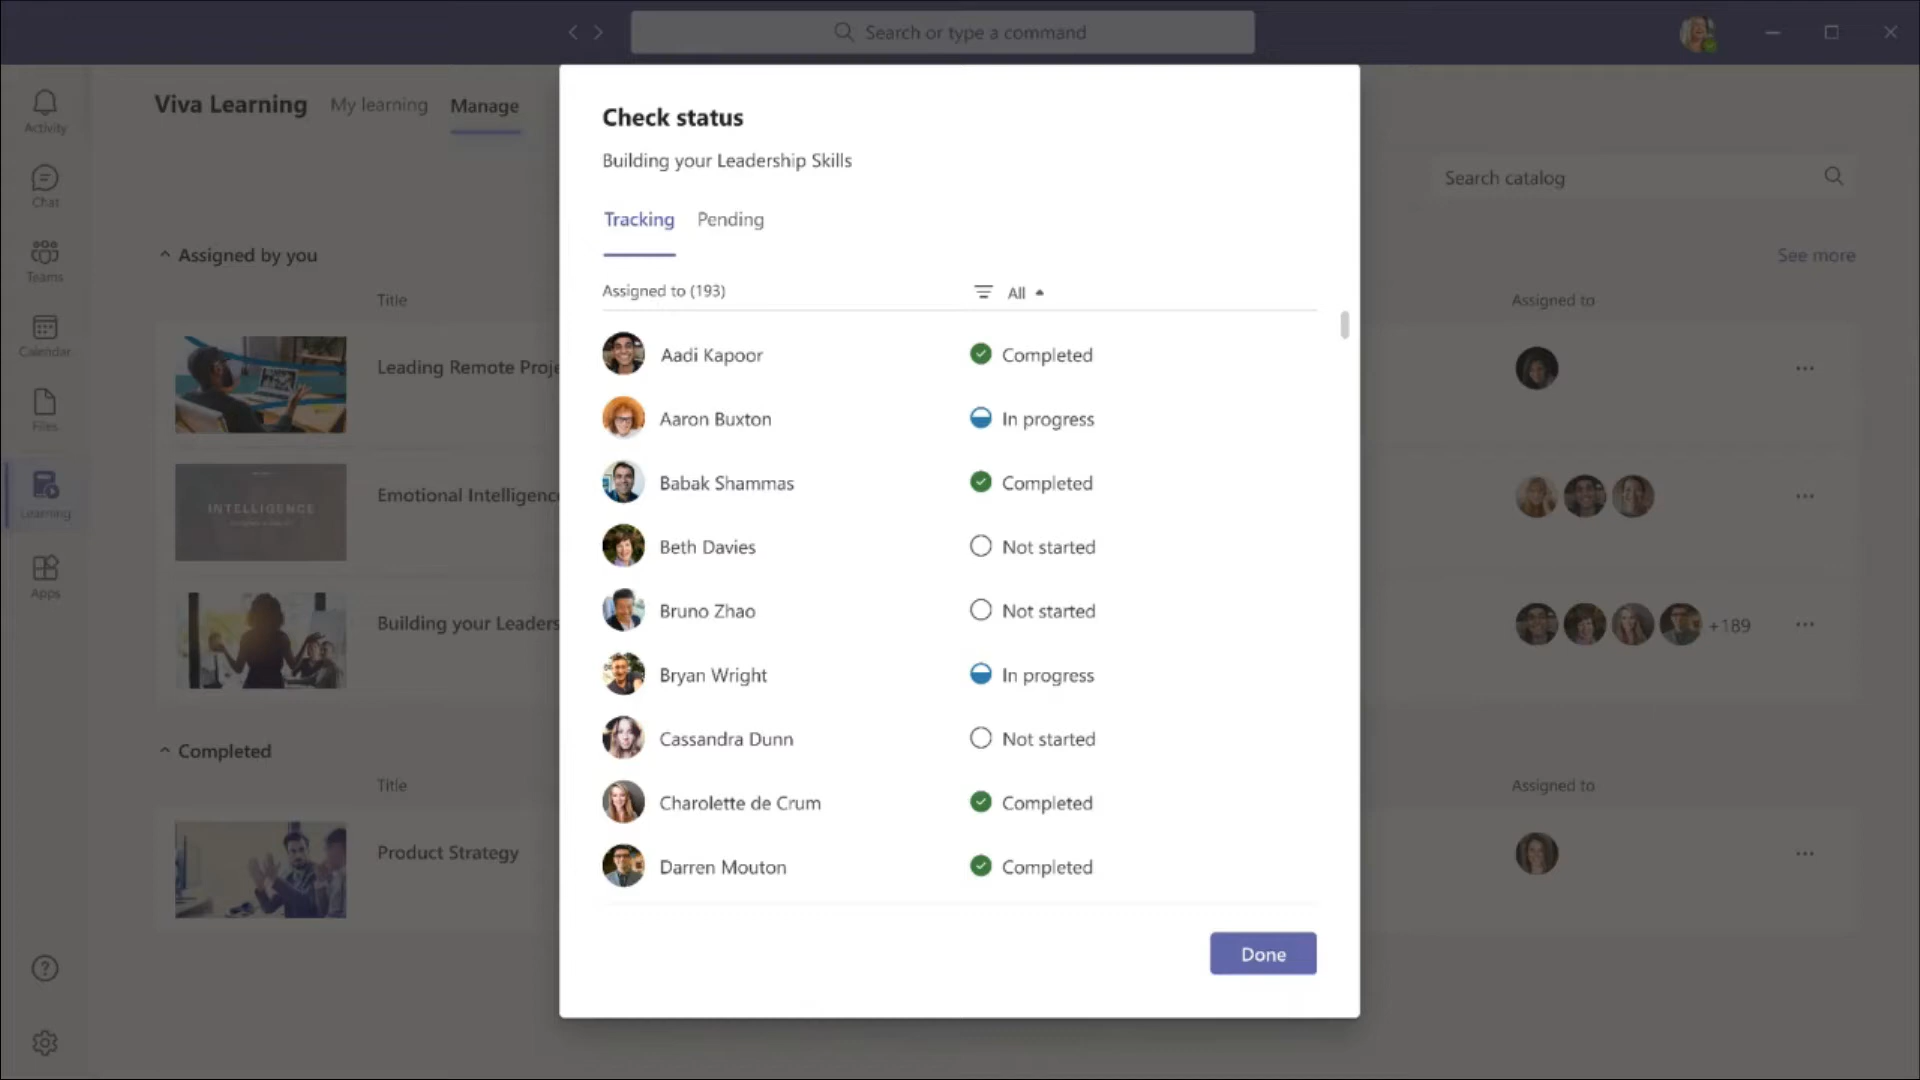 Search or type a command
Activity
Chat
Teams
Calendar
Files
Learning
Apps
Viva Learning
My learning
Manage
Search catalog
Assigned by you
See more
Title
Assigned to
Leading Remote Proje
INTELLIGENCE
Emotional Intelligence
Building your Leaders
+189
Completed
Title
Assigned to
Product Strategy
Check status
Building your Leadership Skills
Tracking
Pending
Assigned to (193)
All
Aadi Kapoor
Completed
Aaron Buxton
In progress
Babak Shammas
Completed
Beth Davies
Not started
Bruno Zhao
Not started
Bryan Wright
In progress
Cassandra Dunn
Not started
Charolette de Crum
Completed
Darren Mouton
Completed
Done